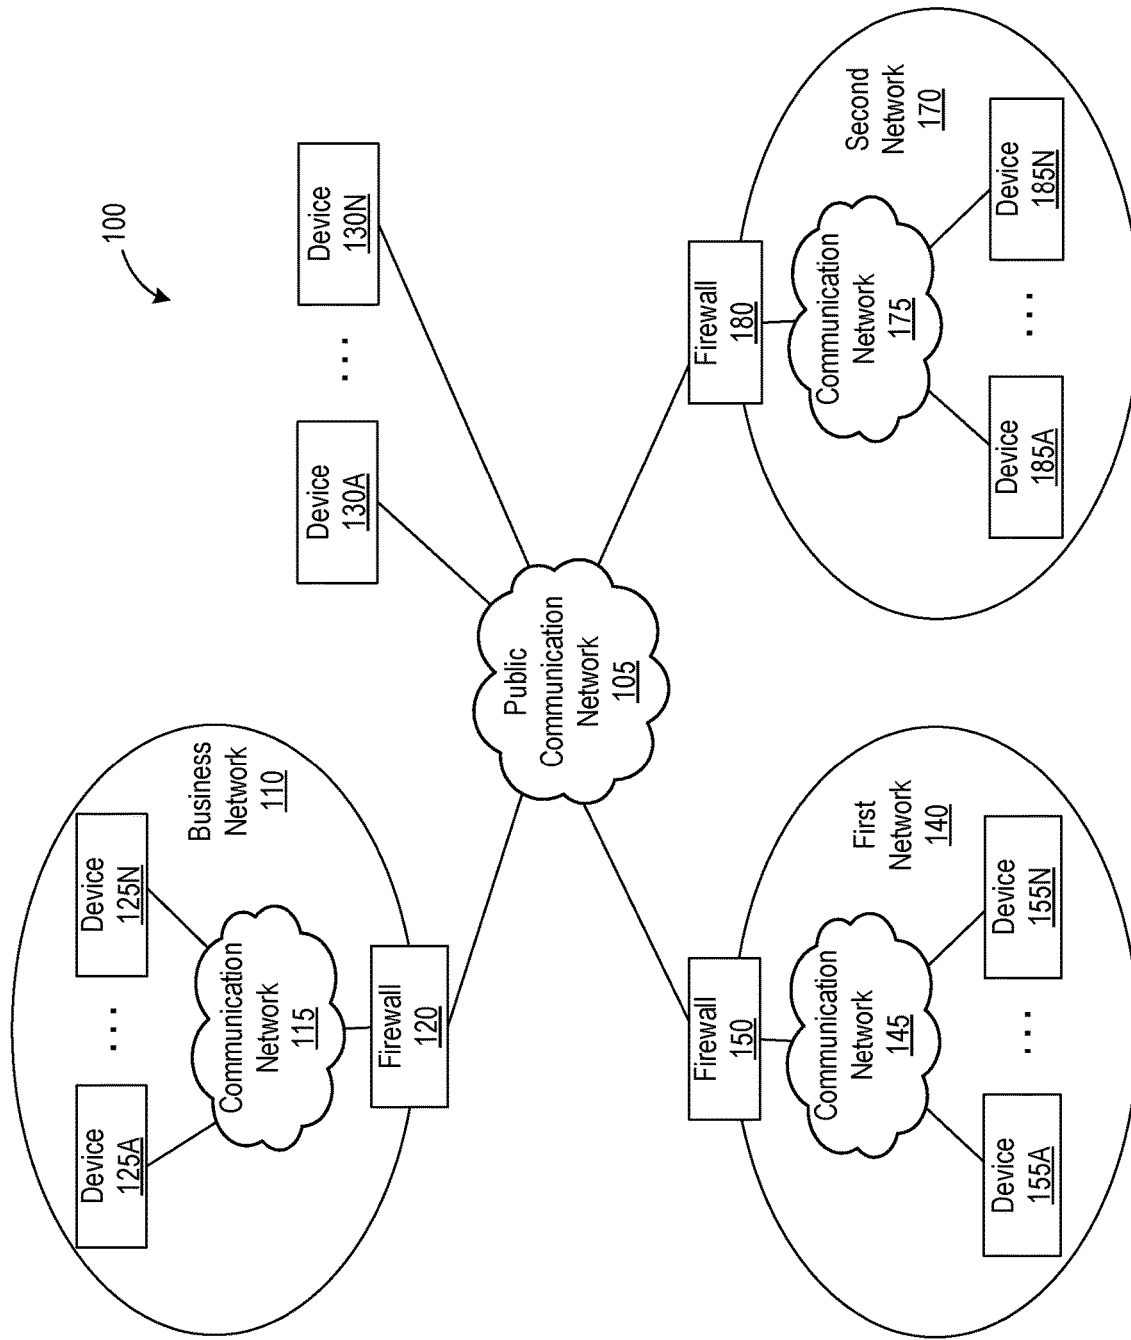 100
Device
125A
. . .
Device
125N
Business
Network
110
Communication
Network
115
Firewall
120
Device
130A
. . .
Device
130N
Public
Communication
Network
105
Firewall
150
Communication
Network
145
First
Network
140
Device
155A
. . .
Device
155N
Firewall
180
Communication
Network
175
Second
Network
170
Device
185A
. . .
Device
185N